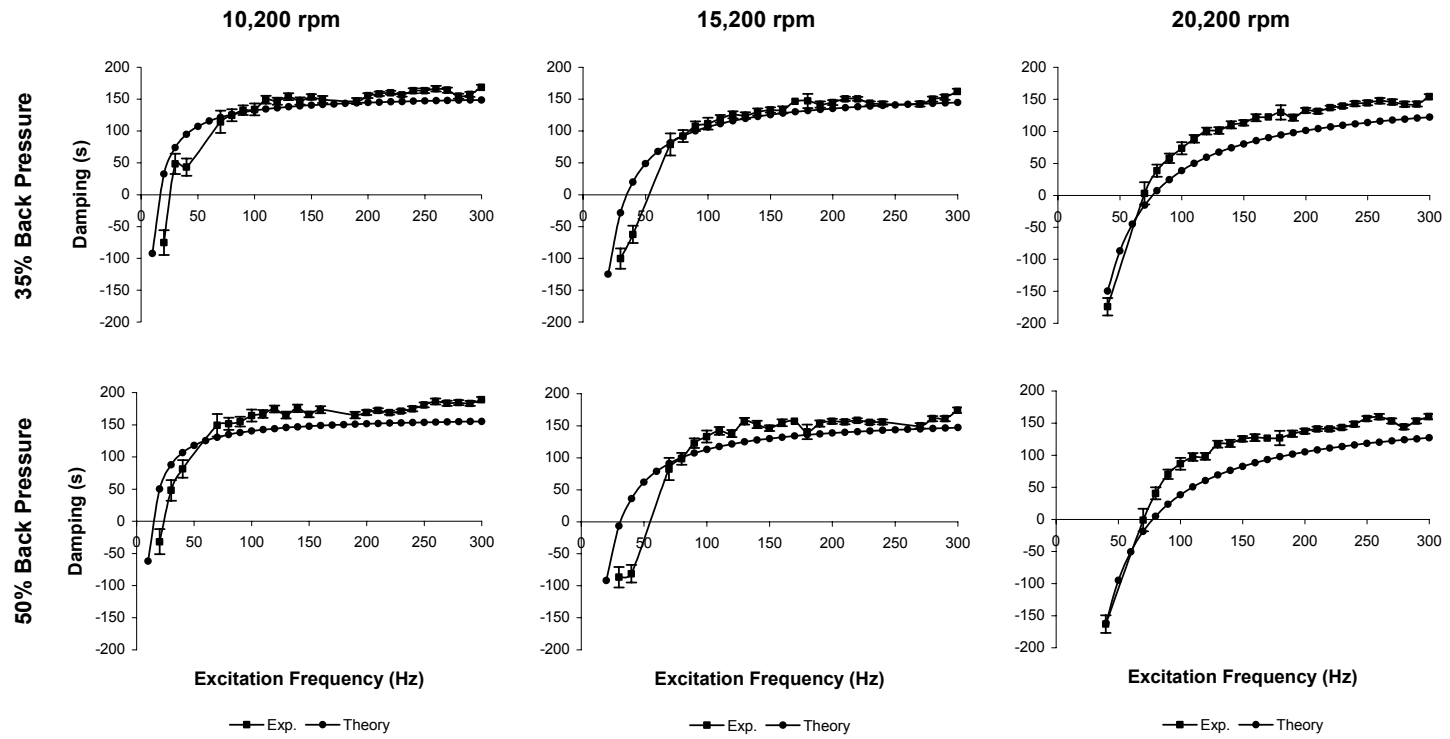 10,200 rpm
15,200 rpm
20,200 rpm
35% Back Pressure
Damping (s)
200
150
100
50
0
-50
-100
-150
-200
0 50 100 150 200 250 300
200
150
100
50
0
-50
-100
-150
-200
0 50 100 150 200 250 300
200
150
100
50
0
-50
-100
-150
-200
0 50 100 150 200 250 300
50% Back Pressure
Damping (s)
200
150
100
50
0
-50
-100
-150
-200
0 50 100 150 200 250 300
200
150
100
50
0
-50
-100
-150
-200
0 50 100 150 200 250 300
200
150
100
50
0
-50
-100
-150
-200
0 50 100 150 200 250 300
Excitation Frequency (Hz)
Excitation Frequency (Hz)
Excitation Frequency (Hz)
Exp. Theory
Exp. Theory
Exp. Theory